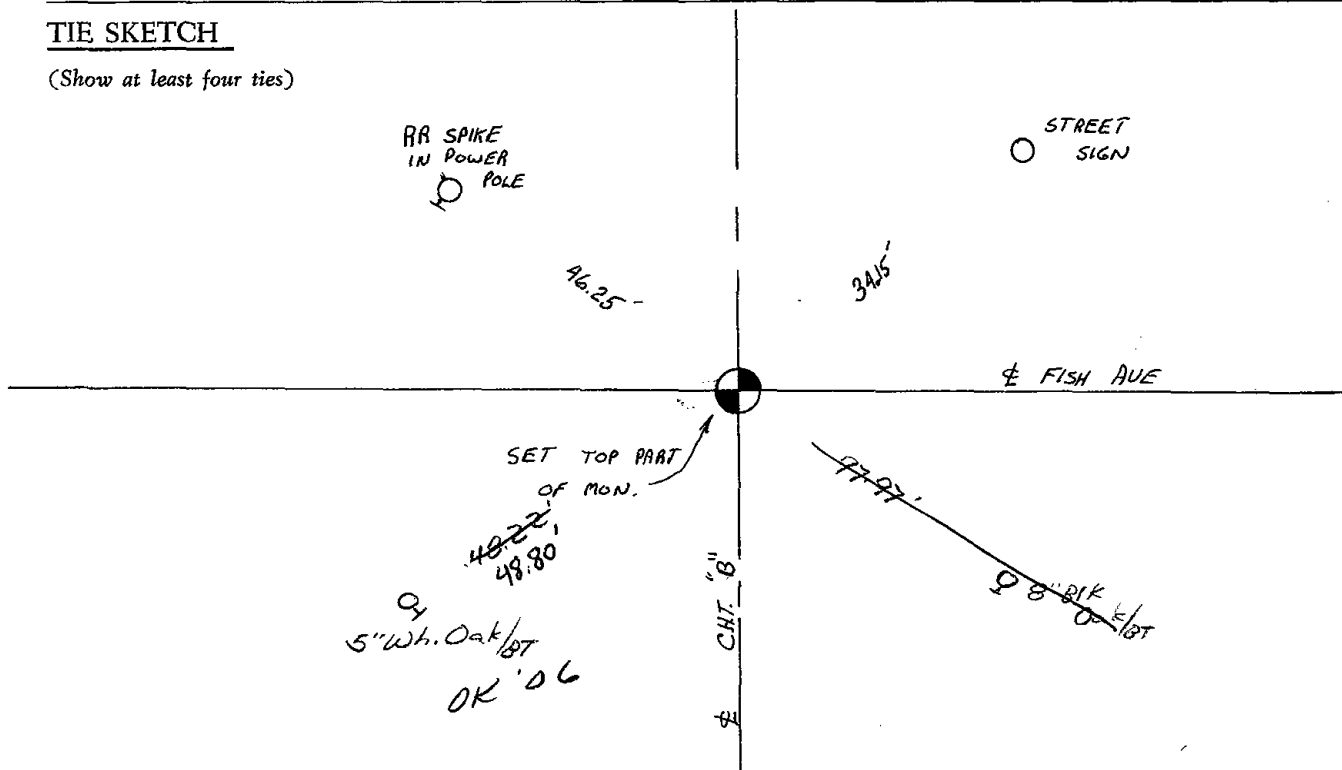 TIE SKETCH
(Show at least four ties)
RR SPIKE
IN POWER
POLE
STREET
SIGN
46.25'
34.15'
℄ FISH AVE
SET TOP PART
OF MON.
97.97'
40.22'
48.80'
8" Blk
Oak/BT
5" Wh. Oak/BT
OK '06
℄ CHT. "B"